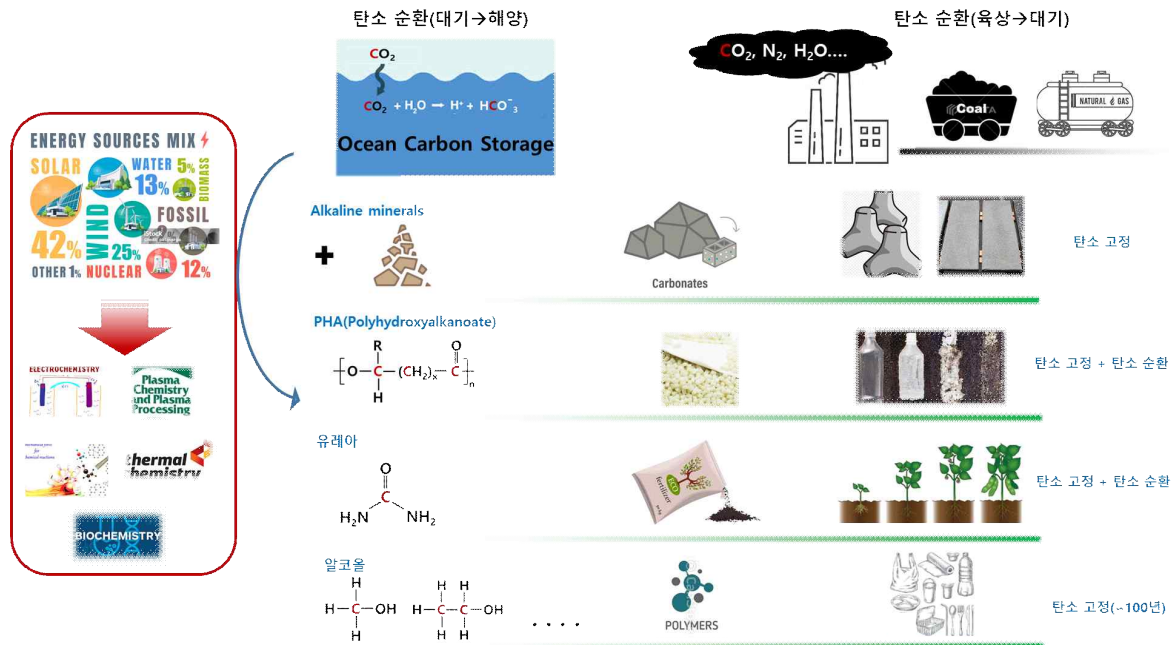 탄소 순환(대기→해양)
탄소 순환(육상→대기)
CO₂
CO₂ + H₂O → H⁺ + HCO⁻₃
Ocean Carbon Storage
CO₂, N₂, H₂O....
Coal
NATURAL GAS
ENERGY SOURCES MIX
SOLAR
42%
WATER
13%
5%
BIOMASS
WIND
25%
FOSSIL
iStock
OTHER 1%
NUCLEAR
12%
ELECTROCHEMISTRY
Plasma
Chemistry
and Plasma
Processing
thermal
chemistry
BIOCHEMISTRY
Alkaline minerals
+
Carbonates
탄소 고정
PHA(Polyhydroxyalkanoate)
R O
[O-C-(CH₂)ₓ-C]ₙ
H
탄소 고정 + 탄소 순환
유레아
O
C
H₂N NH₂
ECO
fertilizer
탄소 고정 + 탄소 순환
알코올
H H H
H-C-OH H-C-C-OH
H H H
. . . .
POLYMERS
탄소 고정(~100년)